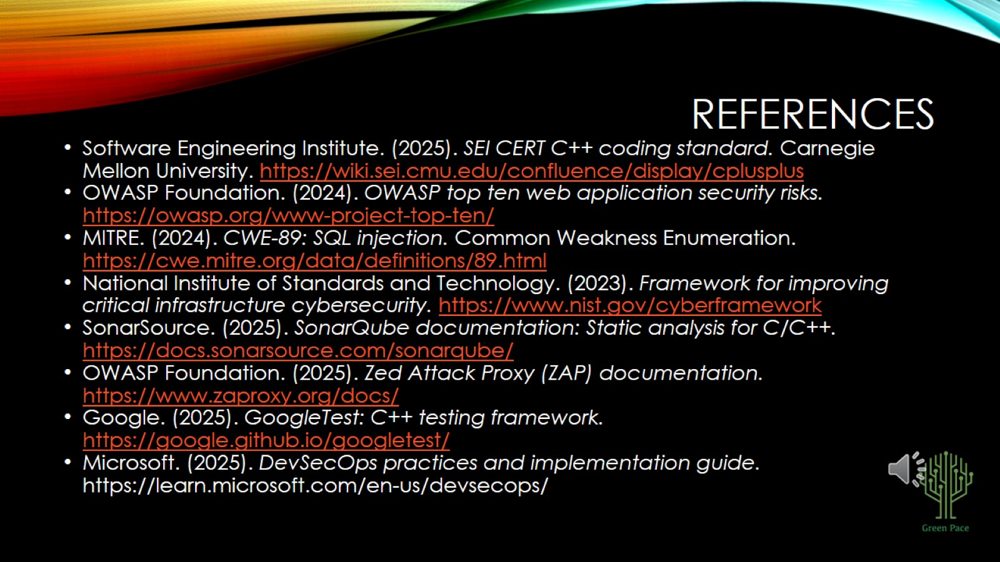 REFERENCES
• Software Engineering Institute. (2025). SEI CERT C++ coding standard. Carnegie
Mellon University. https://wiki.sei.cmu.edu/confluence/display/cplusplus
• OWASP Foundation. (2024). OWASP top ten web application security risks.
https://owasp.org/www-project-top-ten/
• MITRE. (2024). CWE-89: SQL injection. Common Weakness Enumeration.
https://cwe.mitre.org/data/definitions/89.html
• National Institute of Standards and Technology. (2023). Framework for improving
critical infrastructure cybersecurity. https://www.nist.gov/cyberframework
• SonarSource. (2025). SonarQube documentation: Static analysis for C/C++.
https://docs.sonarsource.com/sonarqube/
• OWASP Foundation. (2025). Zed Attack Proxy (ZAP) documentation.
https://www.zaproxy.org/docs/
• Google. (2025). GoogleTest: C++ testing framework.
https://google.github.io/googletest/
• Microsoft. (2025). DevSecOps practices and implementation guide.
https://learn.microsoft.com/en-us/devsecops/
Green Pace